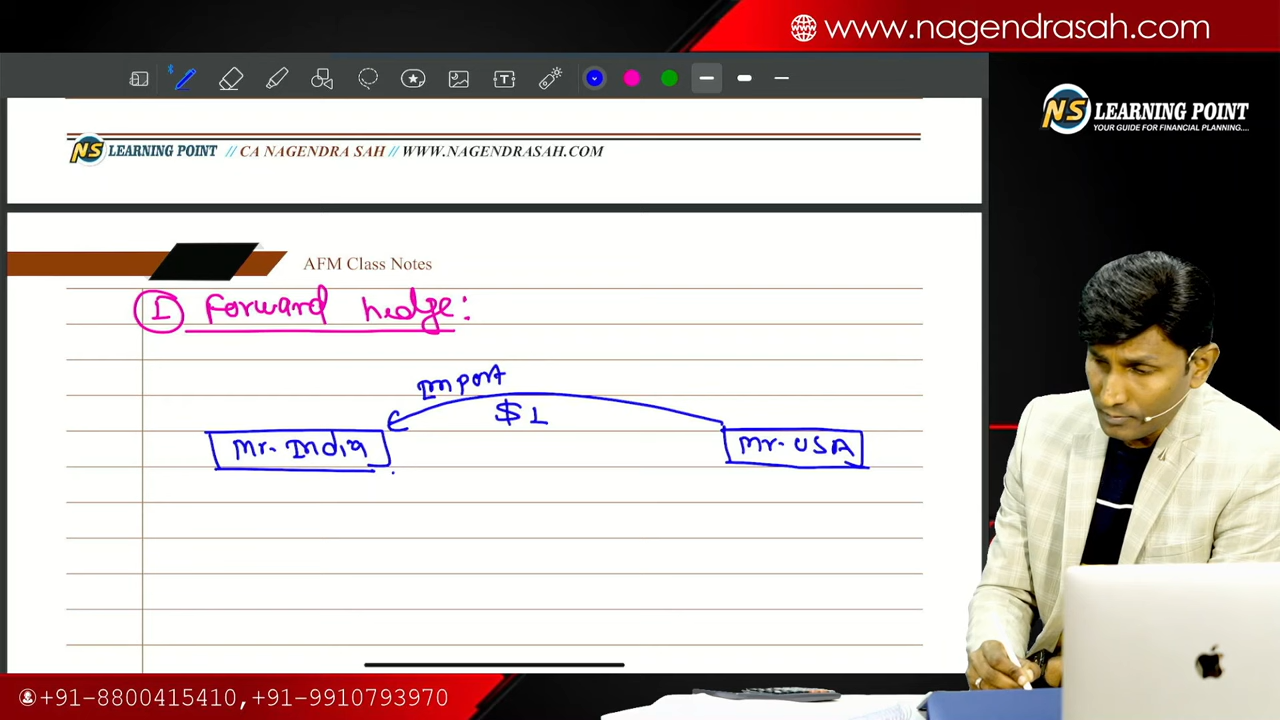 www.nagendrasah.com
NS LEARNING POINT
YOUR GUIDE FOR FINANCIAL PLANNING....
NS LEARNING POINT // CA NAGENDRA SAH // WWW.NAGENDRASAH.COM
AFM Class Notes
I Forward hedge:
Import
$1
Mr. India
Mr. USA
+91-8800415410,+91-9910793970